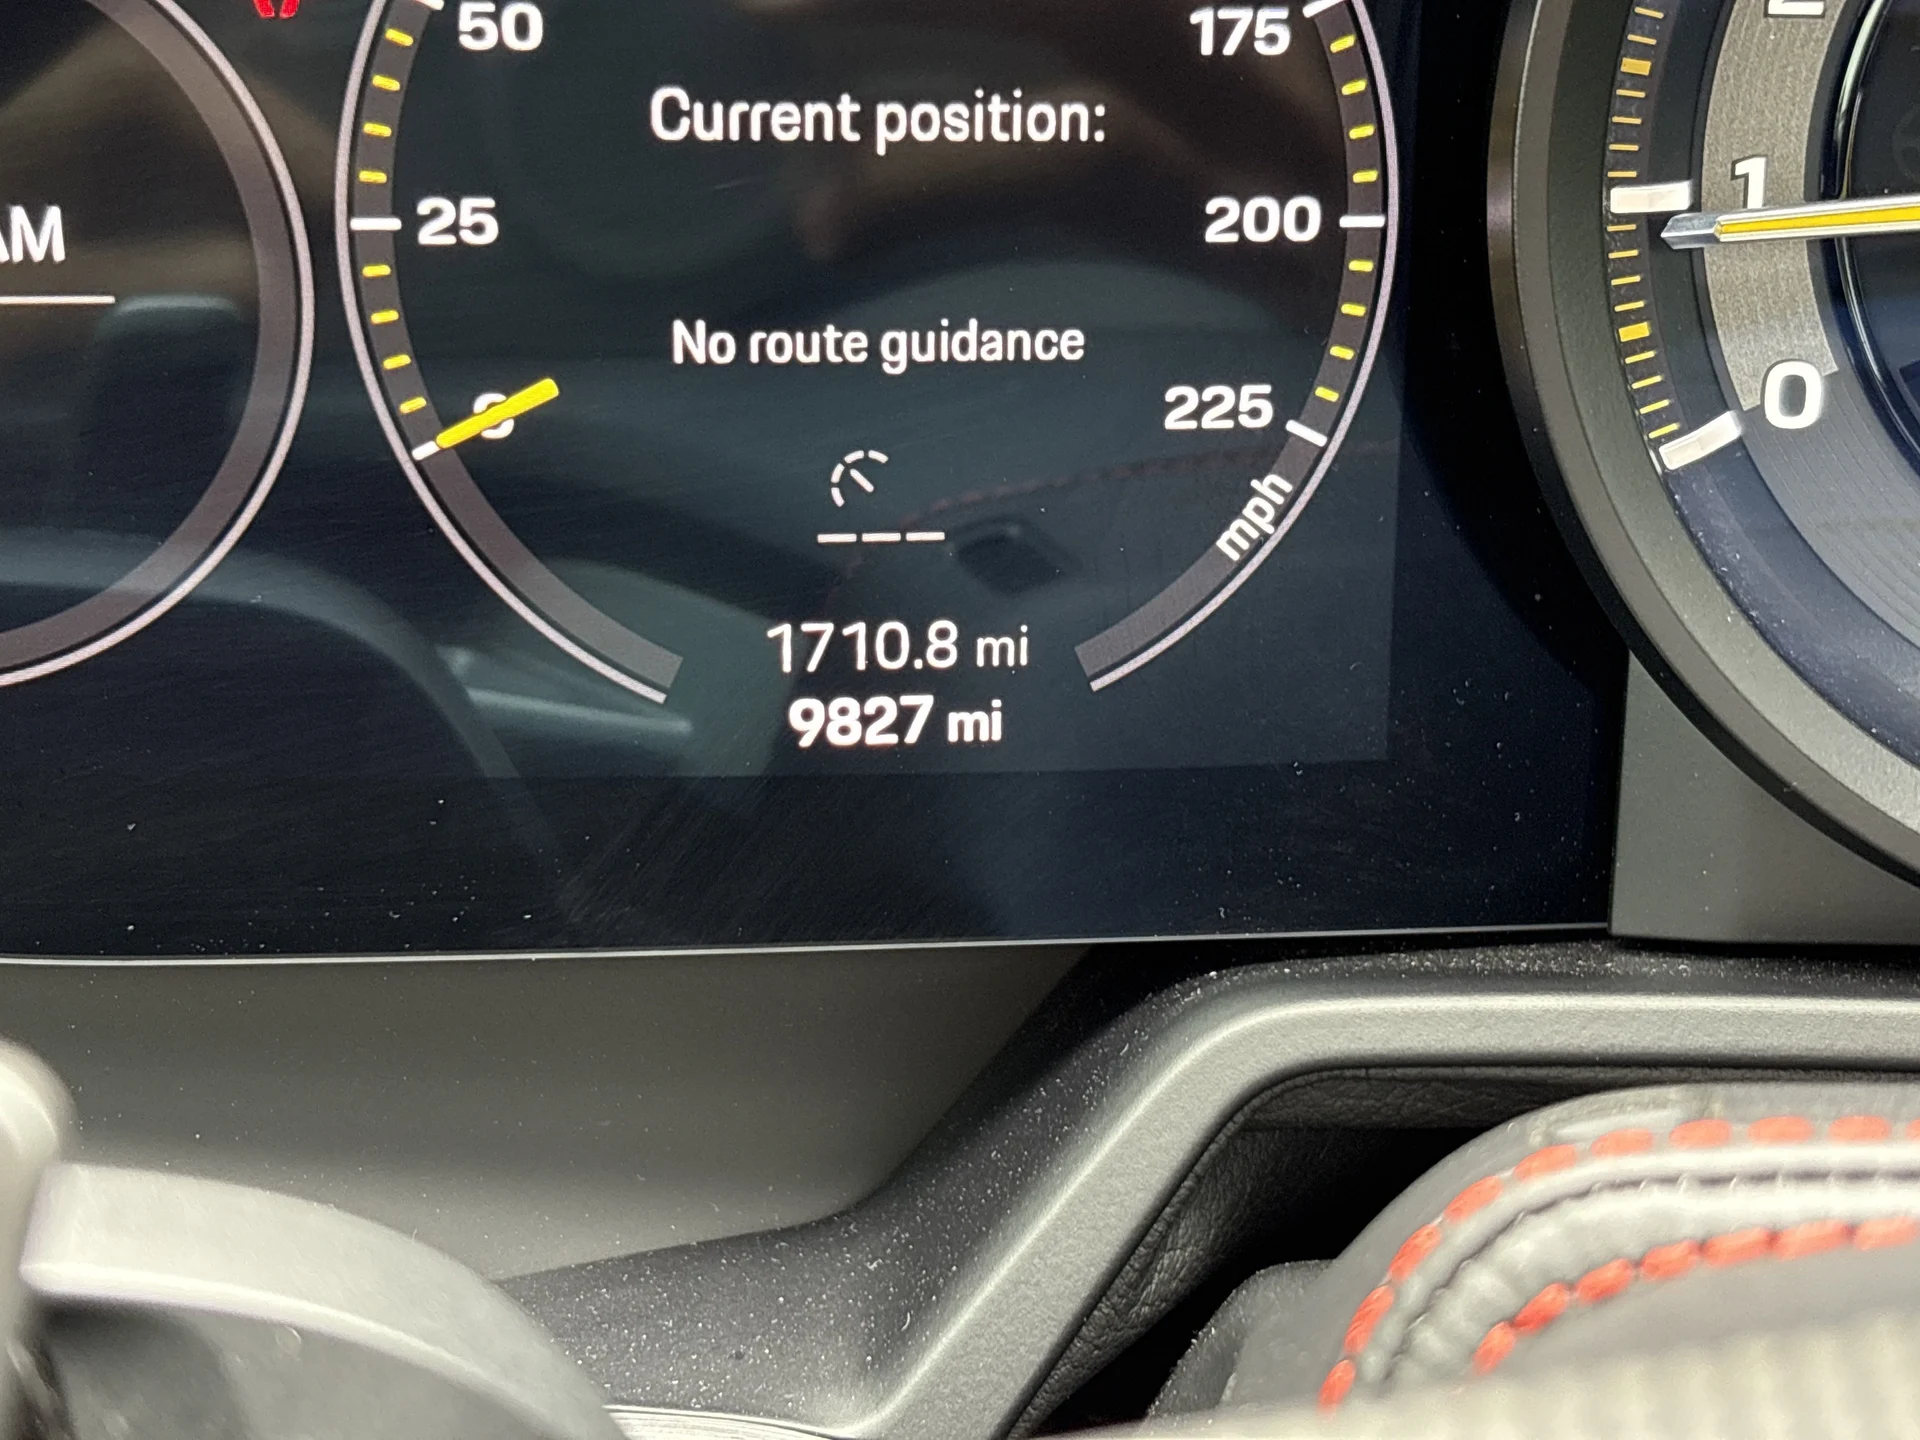 50
175
Current position:
AM
25
200
1
No route guidance
0
225
0
mph
1710.8 mi
9827 mi